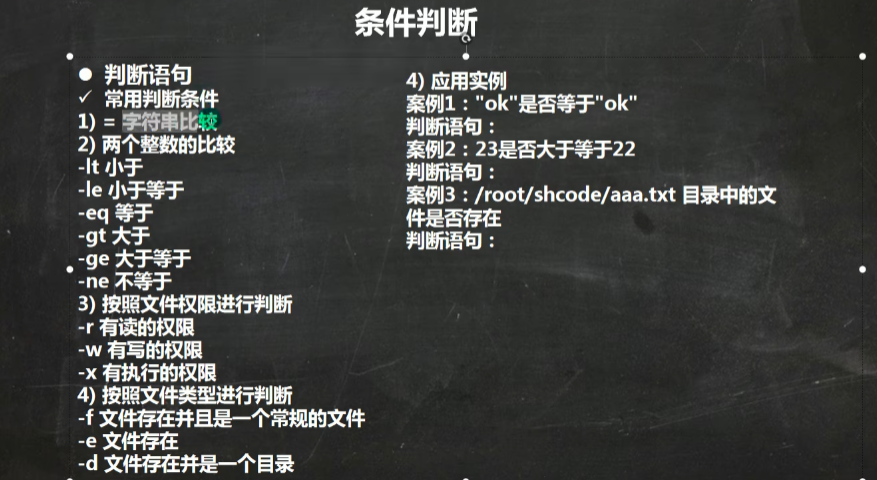 条件判断
● 判断语句
✓ 常用判断条件
1) = 字符串比较
2) 两个整数的比较
-lt 小于
-le 小于等于
-eq 等于
-gt 大于
-ge 大于等于
-ne 不等于
3) 按照文件权限进行判断
-r 有读的权限
-w 有写的权限
-x 有执行的权限
4) 按照文件类型进行判断
-f 文件存在并且是一个常规的文件
-e 文件存在
-d 文件存在并是一个目录
4) 应用实例
案例1："ok"是否等于"ok"
判断语句：
案例2：23是否大于等于22
判断语句：
案例3：/root/shcode/aaa.txt 目录中的文
件是否存在
判断语句：